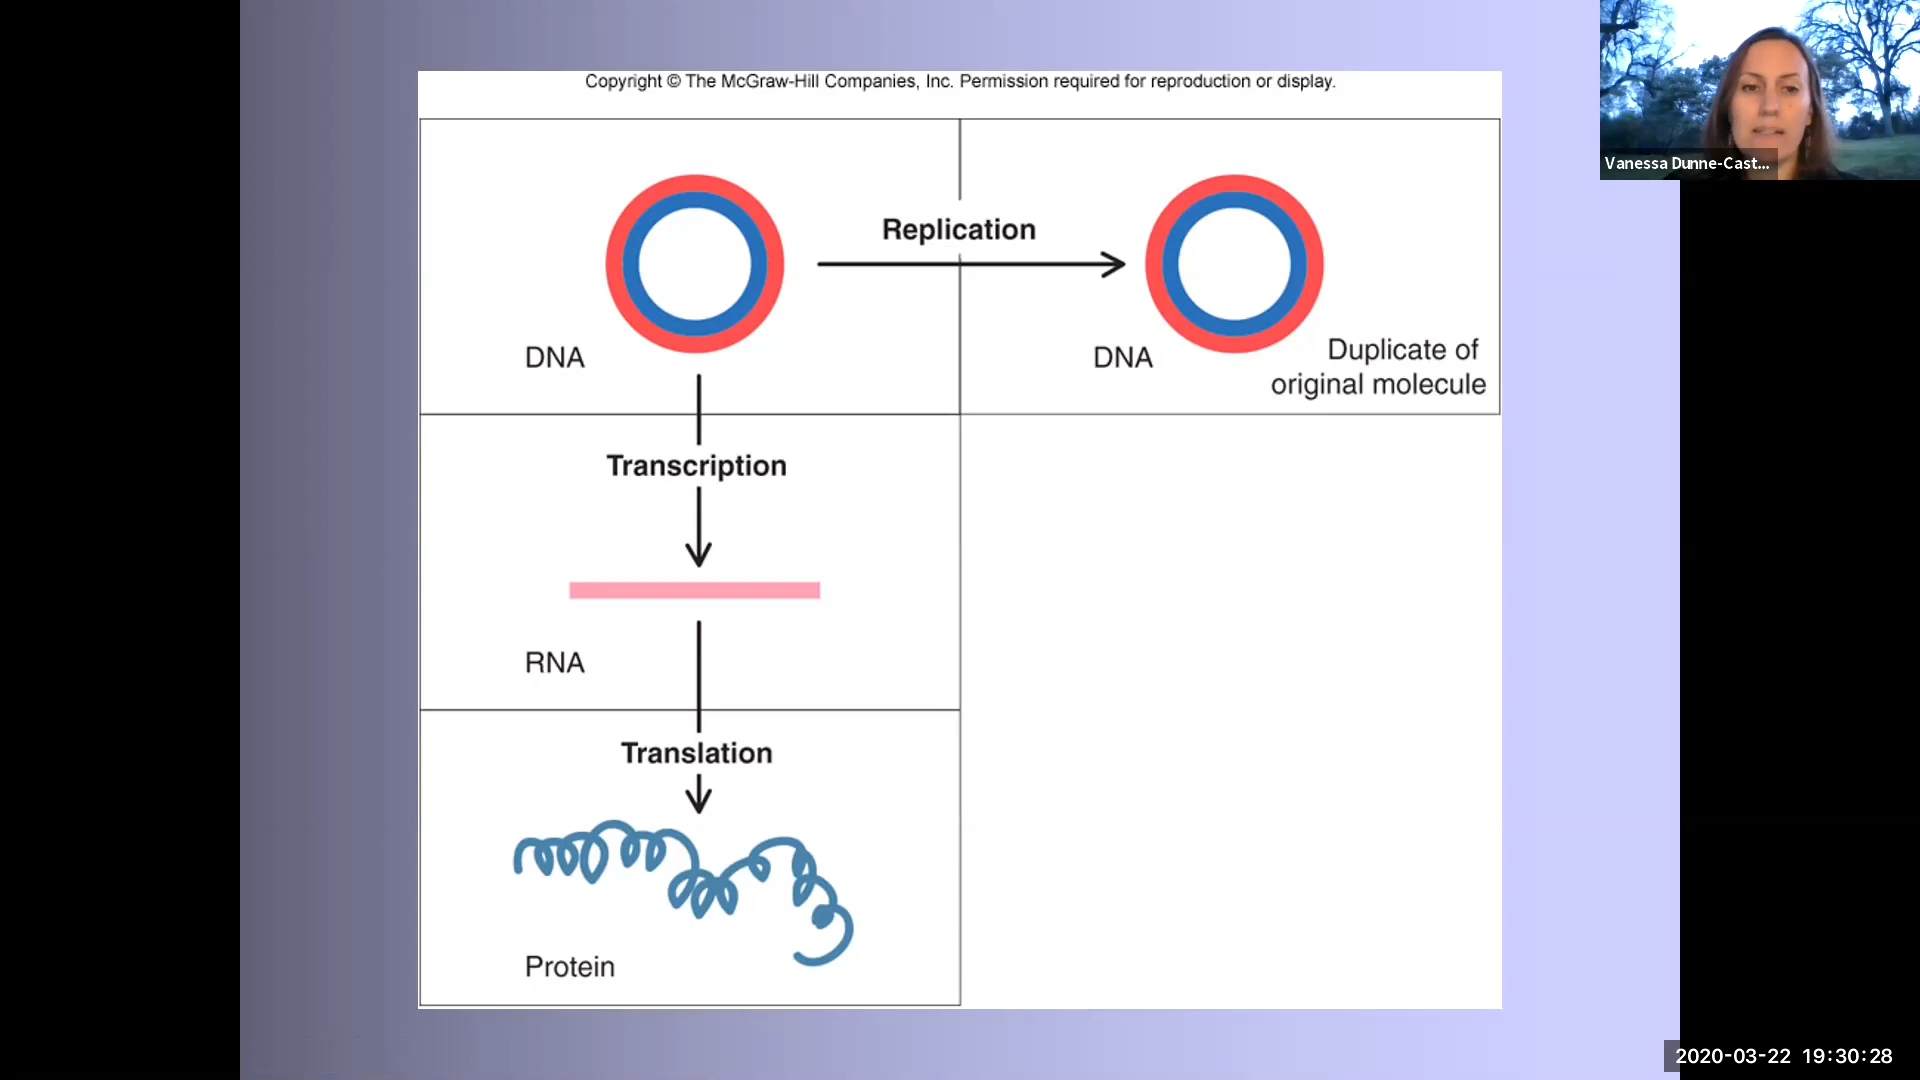 Copyright © The McGraw-Hill Companies, Inc. Permission required for reproduction or display.
Vanessa Dunne-Cast...
Replication
DNA
DNA
Duplicate of
original molecule
Transcription
RNA
Translation
Protein
2020-03-22 19:30:28